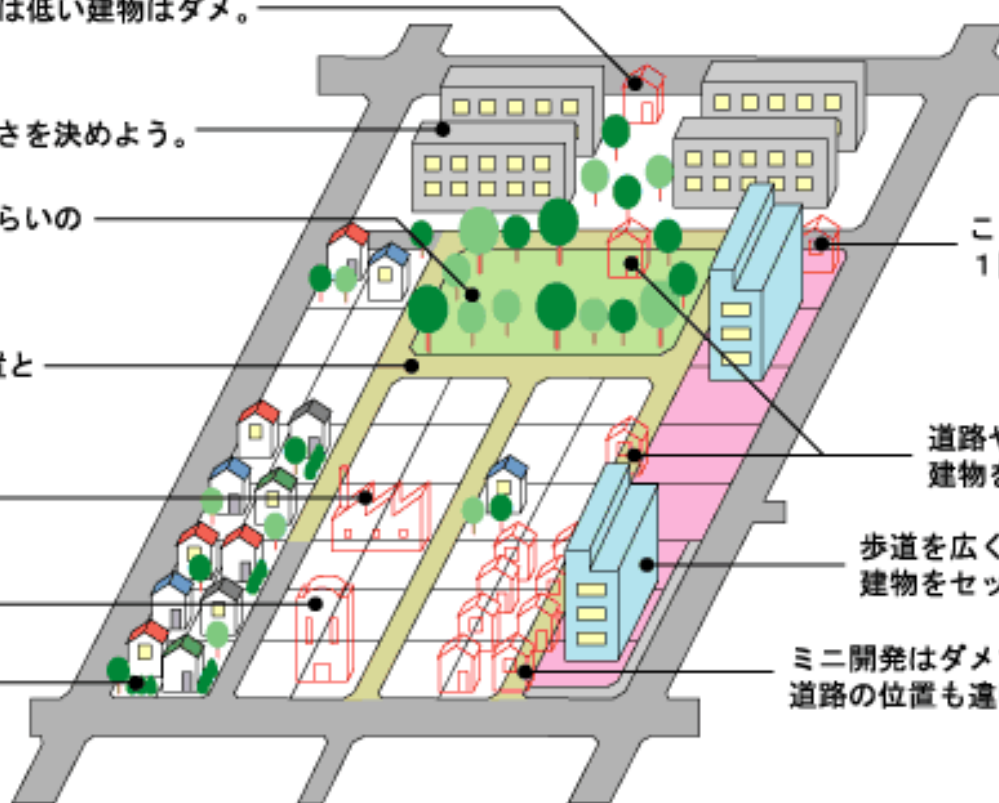 は低い建物はダメ。
さを決めよう。
らいの
こ
1
置と
道路や
建物を
歩道を広く
建物をセッ
ミニ開発はダメ
道路の位置も違